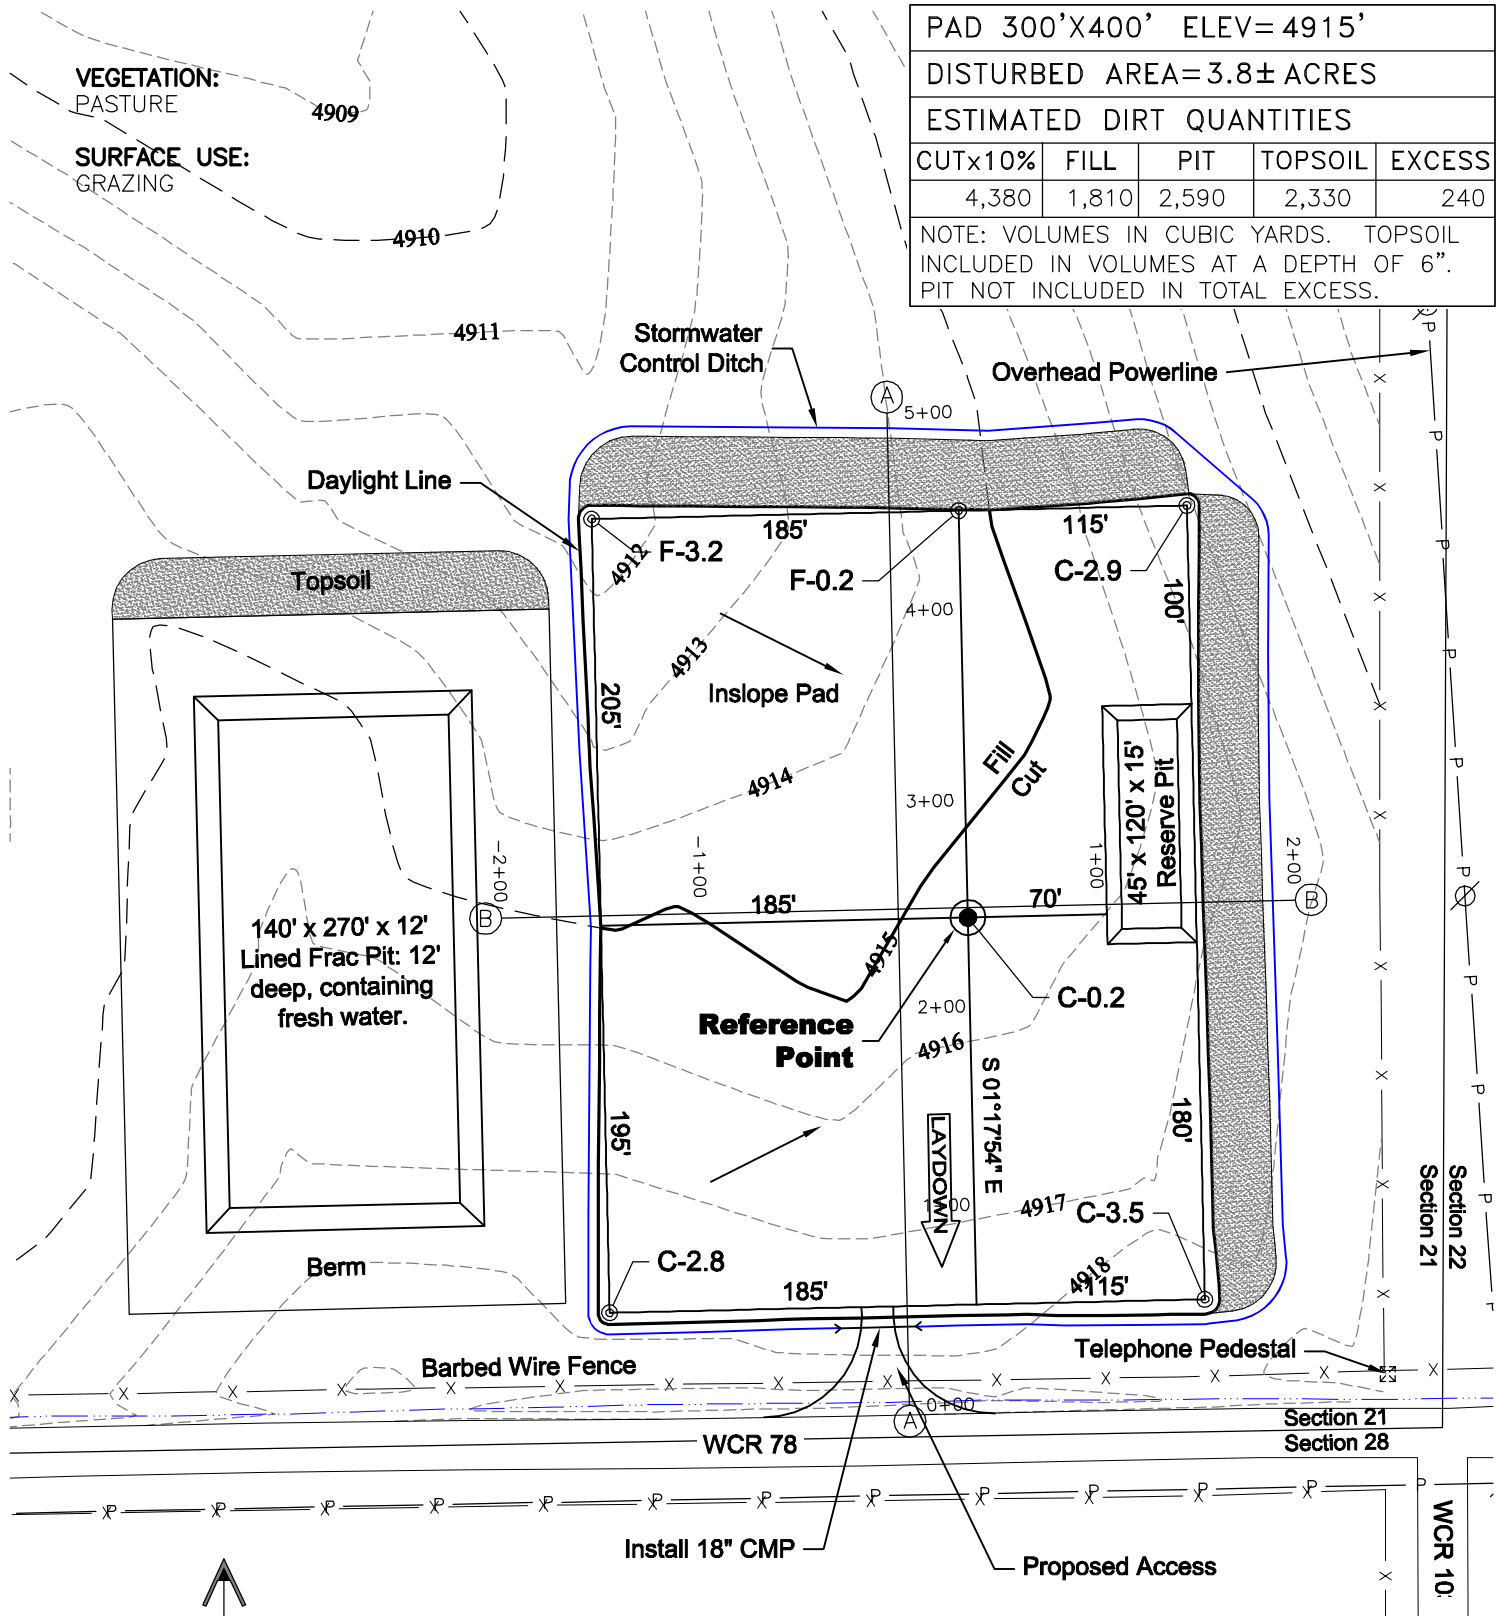 PAD 300'X400' ELEV=4915'
DISTURBED AREA=3.8± ACRES
ESTIMATED DIRT QUANTITIES
CUTx10% FILL PIT TOPSOIL EXCESS
4,380 1,810 2,590 2,330 240
NOTE: VOLUMES IN CUBIC YARDS. TOPSOIL
INCLUDED IN VOLUMES AT A DEPTH OF 6".
PIT NOT INCLUDED IN TOTAL EXCESS.
VEGETATION:
PASTURE
SURFACE USE:
GRAZING
4909
4910
4911
Stormwater
Control Ditch
Overhead Powerline
A
5+00
Daylight Line
185'
115'
F-3.2
F-0.2
C-2.9
4912
100'
Topsoil
4+00
4913
Inslope Pad
205'
4914
Fill
Cut
3+00
45' x 120' x 15'
Reserve Pit
-2+00
-1+00
1+00
2+00
B
185'
70'
B
140' x 270' x 12'
Lined Frac Pit: 12'
deep, containing
fresh water.
4915
C-0.2
2+00
Reference
Point
4916
S 01°17'54" E
195'
180'
LAYDOWN
1+00
4917
C-3.5
Section 22
Section 21
Berm
C-2.8
4918
185'
115'
Barbed Wire Fence
Telephone Pedestal
A
0+00
Section 21
Section 28
WCR 78
Install 18" CMP
Proposed Access
WCR 10
X X X X X X X X X
P P P P P P P P P
X X X X X X X X X X X X X
P P P P P P P P P P P P P
X X X X X X X X X X X X
X